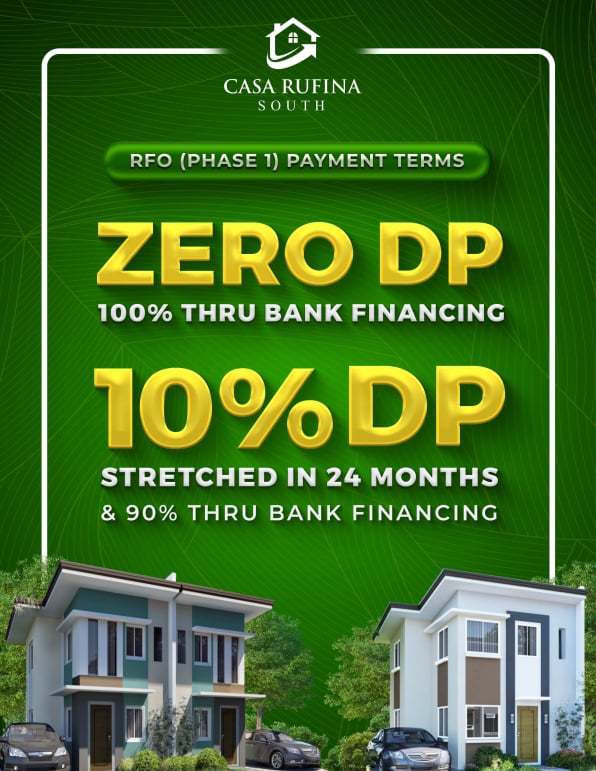 CASA RUFINA
SOUTH
RFO (PHASE 1) PAYMENT TERMS
ZERO DP
100% THRU BANK FINANCING
10% DP
STRETCHED IN 24 MONTHS
& 90% THRU BANK FINANCING